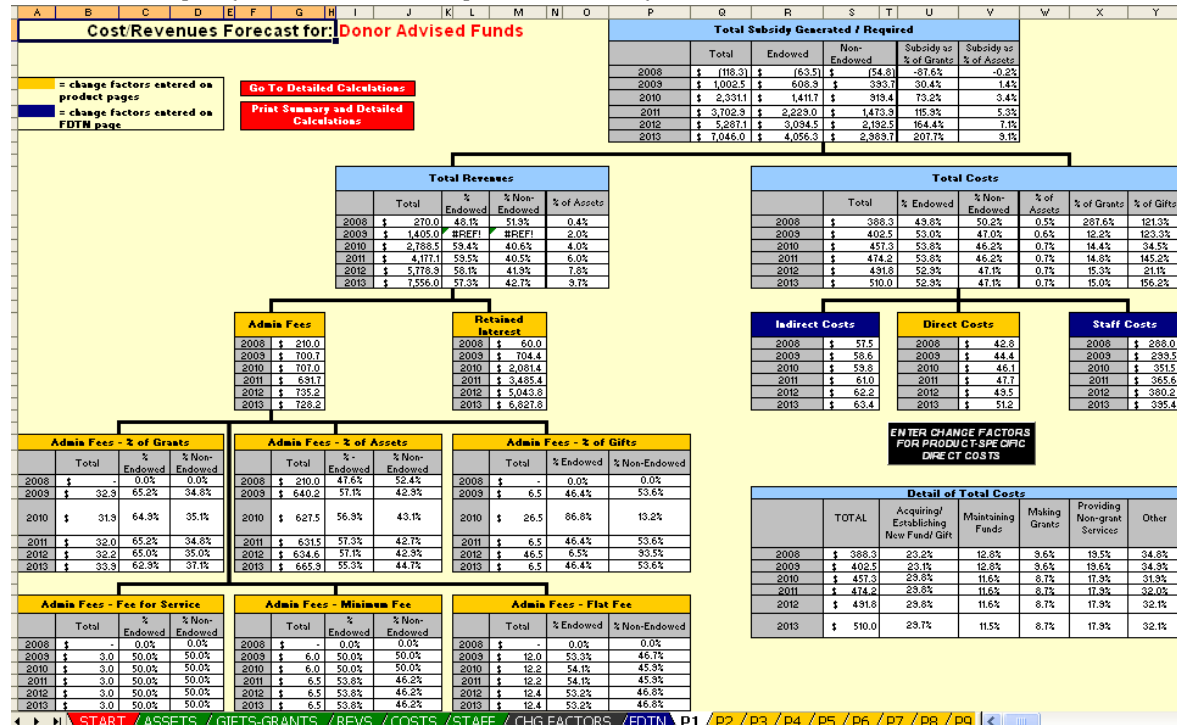 A B C D E F G H I J K L M N O P Q R S T U V W X Y
Cost/Revenues Forecast for: Donor Advised Funds
= change factors entered on product pages
= change factors entered on FDTN page
Go To Detailed Calculations
Print Summary and Detailed Calculations
Total Subsidy Generated / Required
Total Endowed Non-Endowed Subsidy as % of Grants Subsidy as % of Assets
2008 $ (118.3) $ (63.5) $ (54.8) -87.6% -0.2%
2009 $ 1,002.5 $ 608.9 $ 393.7 30.4% 1.4%
2010 $ 2,331.1 $ 1,411.7 $ 919.4 73.2% 3.4%
2011 $ 3,702.9 $ 2,229.0 $ 1,473.9 115.9% 5.3%
2012 $ 5,287.1 $ 3,094.5 $ 2,192.5 164.4% 7.1%
2013 $ 7,046.0 $ 4,056.3 $ 2,989.7 207.7% 9.1%
Total Revenues
Total % Endowed % Non-Endowed % of Assets
2008 $ 270.0 48.1% 51.9% 0.4%
2009 $ 1,405.0 #REF! #REF! 2.0%
2010 $ 2,788.5 59.4% 40.6% 4.0%
2011 $ 4,177.1 59.5% 40.5% 6.0%
2012 $ 5,778.9 58.1% 41.9% 7.8%
2013 $ 7,556.0 57.3% 42.7% 9.7%
Total Costs
Total % Endowed % Non-Endowed % of Assets % of Grants % of Gifts
2008 $ 388.3 49.8% 50.2% 0.5% 287.6% 121.3%
2009 $ 402.5 53.0% 47.0% 0.6% 12.2% 123.3%
2010 $ 457.3 53.8% 46.2% 0.7% 14.4% 34.5%
2011 $ 474.2 53.8% 46.2% 0.7% 14.8% 145.2%
2012 $ 491.8 52.9% 47.1% 0.7% 15.3% 21.1%
2013 $ 510.0 52.9% 47.1% 0.7% 15.0% 156.2%
Admin Fees
2008 $ 210.0
2009 $ 700.7
2010 $ 707.0
2011 $ 691.7
2012 $ 735.2
2013 $ 728.2
Retained Interest
2008 $ 60.0
2009 $ 704.4
2010 $ 2,081.4
2011 $ 3,485.4
2012 $ 5,043.8
2013 $ 6,827.8
Indirect Costs
2008 $ 57.5
2009 $ 58.6
2010 $ 59.8
2011 $ 61.0
2012 $ 62.2
2013 $ 63.4
Direct Costs
2008 $ 42.8
2009 $ 44.4
2010 $ 46.1
2011 $ 47.7
2012 $ 49.5
2013 $ 51.2
Staff Costs
2008 $ 288.0
2009 $ 299.5
2010 $ 351.5
2011 $ 365.6
2012 $ 380.2
2013 $ 395.4
ENTER CHANGE FACTORS
FOR PRODUCT-SPECIFIC
DIRECT COSTS
Admin Fees - % of Grants
Total % Endowed % Non-Endowed
2008 $ - 0.0% 0.0%
2009 $ 32.9 65.2% 34.8%
2010 $ 31.9 64.9% 35.1%
2011 $ 32.0 65.2% 34.8%
2012 $ 32.2 65.0% 35.0%
2013 $ 33.9 62.9% 37.1%
Admin Fees - % of Assets
Total % - Endowed % Non-Endowed
2008 $ 210.0 47.6% 52.4%
2009 $ 640.2 57.1% 42.9%
2010 $ 627.5 56.9% 43.1%
2011 $ 631.5 57.3% 42.7%
2012 $ 634.6 57.1% 42.9%
2013 $ 665.9 55.3% 44.7%
Admin Fees - % of Gifts
Total % Endowed % Non-Endowed
2008 $ - 0.0% 0.0%
2009 $ 6.5 46.4% 53.6%
2010 $ 26.5 86.8% 13.2%
2011 $ 6.5 46.4% 53.6%
2012 $ 46.5 6.5% 93.5%
2013 $ 6.5 46.4% 53.6%
Detail of Total Costs
TOTAL Acquiring/ Establishing New Fund/ Gift Maintaining Funds Making Grants Providing Non-grant Services Other
2008 $ 388.3 23.2% 12.8% 9.6% 19.5% 34.8%
2009 $ 402.5 23.1% 12.8% 9.6% 19.6% 34.9%
2010 $ 457.3 29.8% 11.6% 8.7% 17.9% 31.9%
2011 $ 474.2 29.8% 11.6% 8.7% 17.9% 32.0%
2012 $ 491.8 29.8% 11.6% 8.7% 17.9% 32.1%
2013 $ 510.0 29.7% 11.5% 8.7% 17.9% 32.1%
Admin Fees - Fee for Service
Total % Endowed % Non-Endowed
2008 $ - 0.0% 0.0%
2009 $ 3.0 50.0% 50.0%
2010 $ 3.0 50.0% 50.0%
2011 $ 3.0 50.0% 50.0%
2012 $ 3.0 50.0% 50.0%
2013 $ 3.0 50.0% 50.0%
Admin Fees - Minimum Fee
Total % Endowed % Non-Endowed
2008 $ - 0.0% 0.0%
2009 $ 6.0 50.0% 50.0%
2010 $ 6.0 50.0% 50.0%
2011 $ 6.5 53.8% 46.2%
2012 $ 6.5 53.8% 46.2%
2013 $ 6.5 53.8% 46.2%
Admin Fees - Flat Fee
Total % Endowed % Non-Endowed
2008 $ - 0.0% 0.0%
2009 $ 12.0 53.3% 46.7%
2010 $ 12.2 54.1% 45.9%
2011 $ 12.2 54.1% 45.9%
2012 $ 12.4 53.2% 46.8%
2013 $ 12.4 53.2% 46.8%
START ASSETS GIFTS-GRANTS REVS COSTS STAFF CHG FACTORS FDTN P1 P2 P3 P4 P5 P6 P7 P8 P9